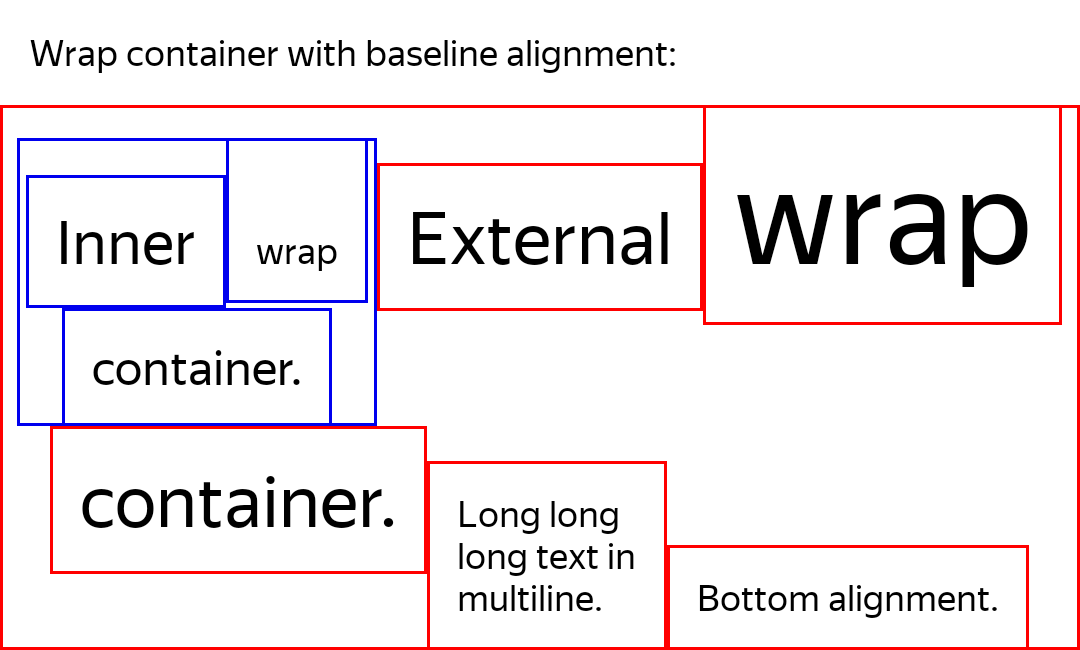 Wrap container with baseline alignment:
Inner wrap External wrap
container.
container.
Long long
long text in
multiline.
Bottom alignment.